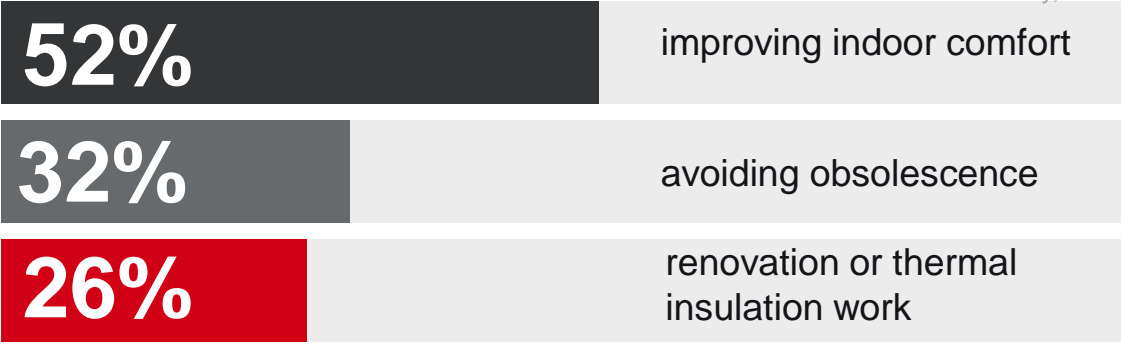 52%
improving indoor comfort
32%
avoiding obsolescence
26%
renovation or thermal
insulation work